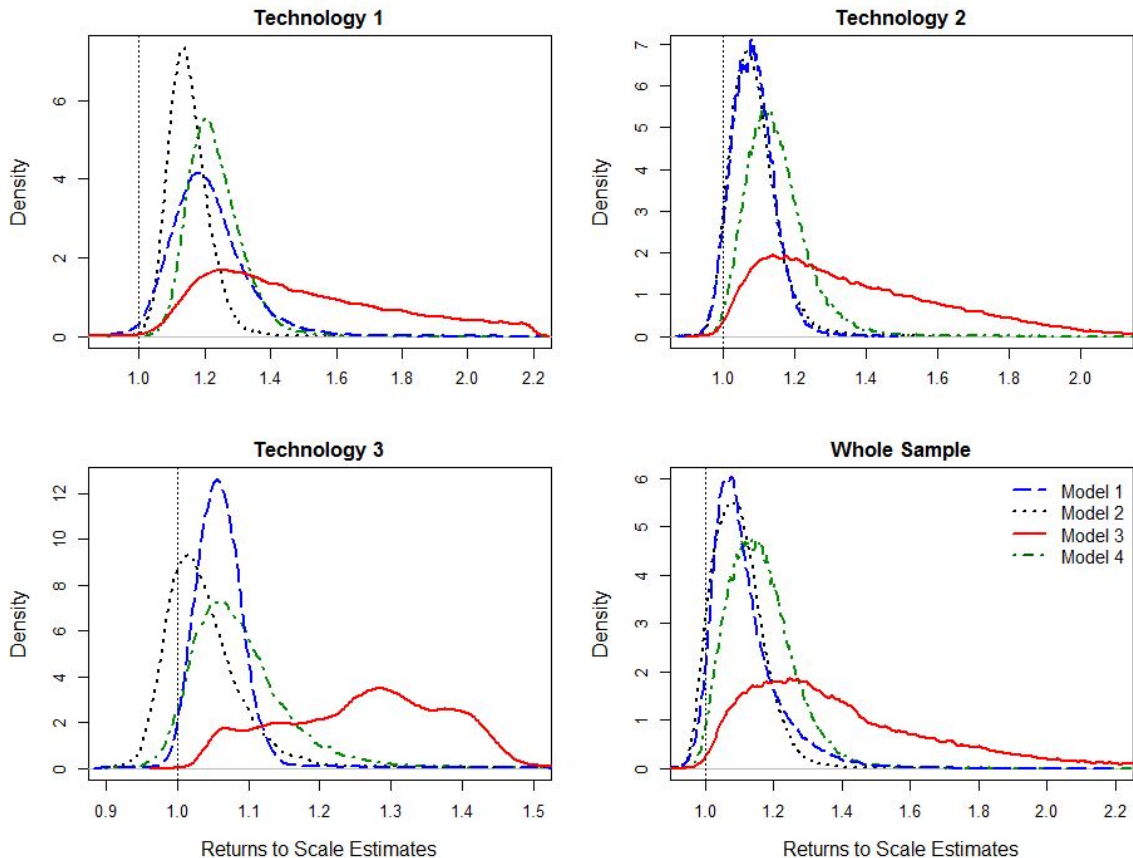 Technology 1
Density
0 2 4 6
1.0 1.2 1.4 1.6 1.8 2.0 2.2
Technology 2
Density
0 1 2 3 4 5 6 7
1.0 1.2 1.4 1.6 1.8 2.0
Technology 3
Density
0 2 4 6 8 10 12
0.9 1.0 1.1 1.2 1.3 1.4 1.5
Returns to Scale Estimates
Whole Sample
Density
0 1 2 3 4 5 6
Model 1
Model 2
Model 3
Model 4
1.0 1.2 1.4 1.6 1.8 2.0 2.2
Returns to Scale Estimates